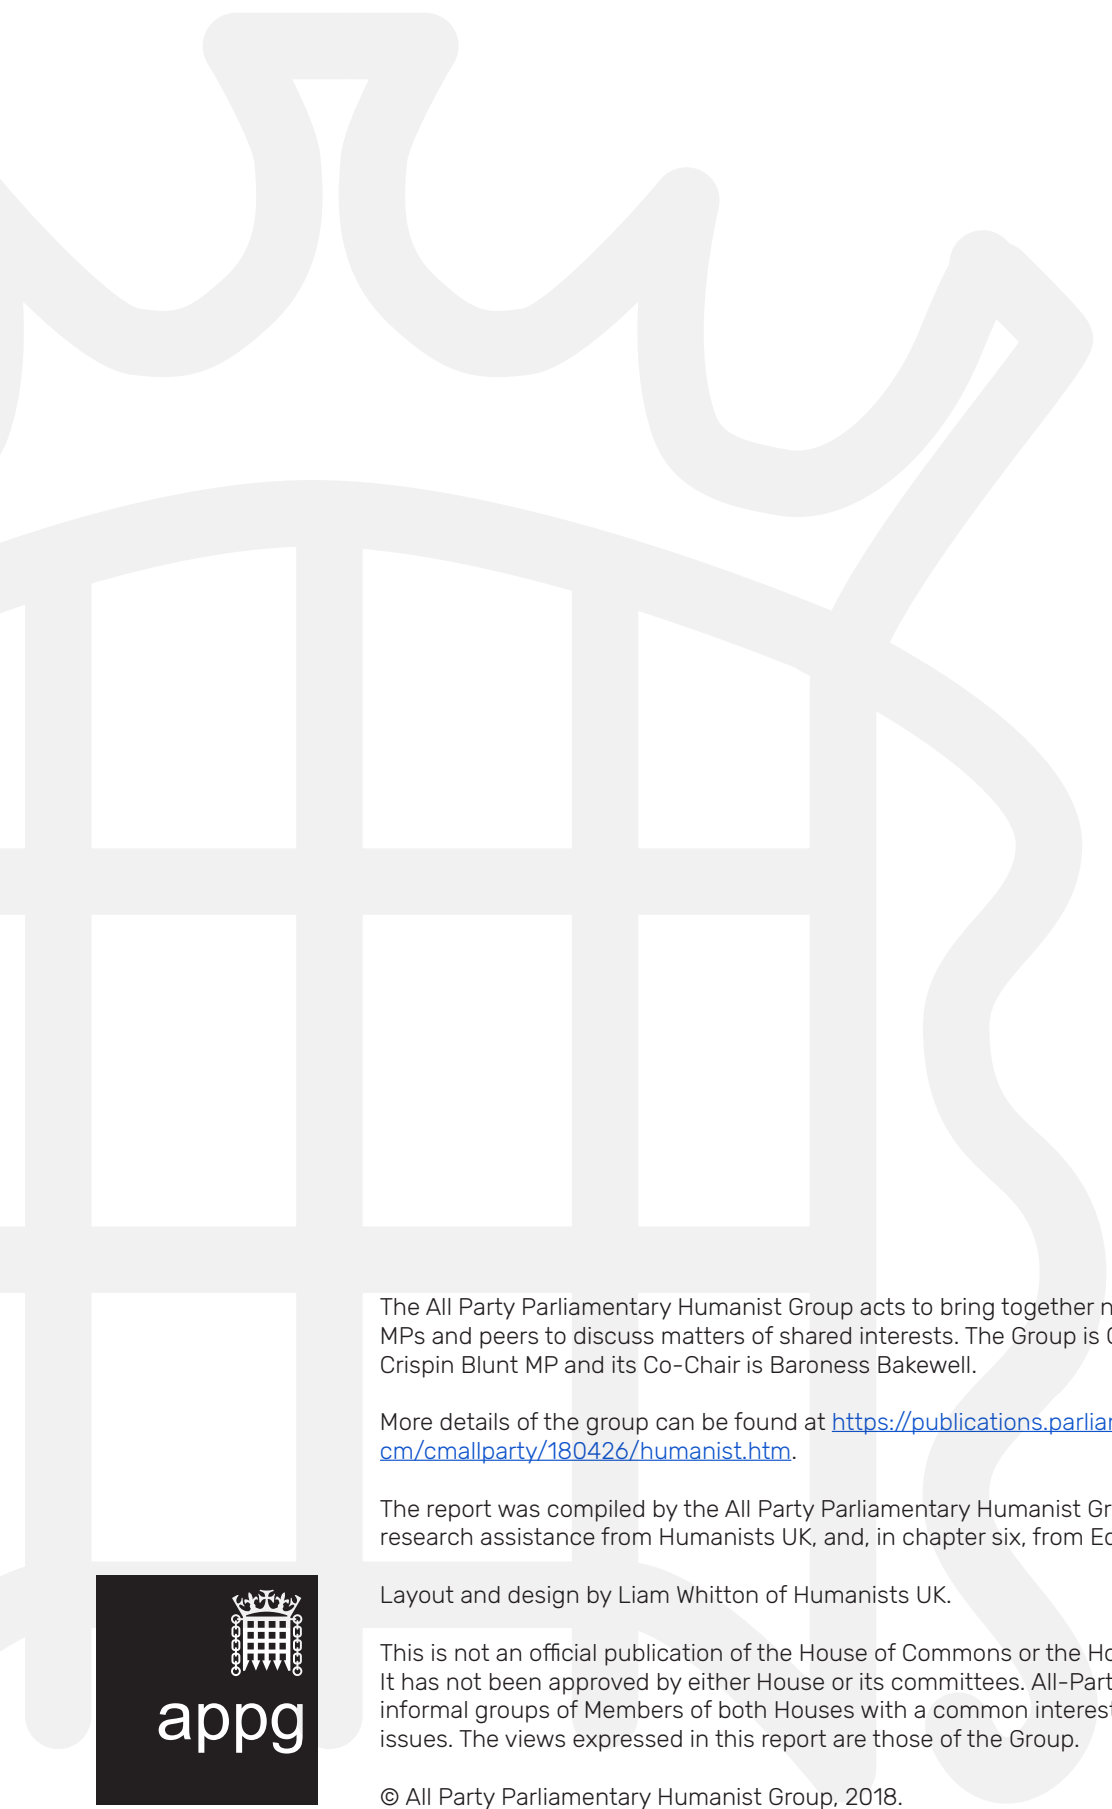 The All Party Parliamentary Humanist Group acts to bring together
MPs and peers to discuss matters of shared interests. The Group is
Crispin Blunt MP and its Co-Chair is Baroness Bakewell.
More details of the group can be found at https://publications.parlia
cm/cmallparty/180426/humanist.htm.
The report was compiled by the All Party Parliamentary Humanist Gr
research assistance from Humanists UK, and, in chapter six, from
Layout and design by Liam Whitton of Humanists UK.
This is not an official publication of the House of Commons or the Ho
It has not been approved by either House or its committees. All-Part
informal groups of Members of both Houses with a common interest
issues. The views expressed in this report are those of the Group.
appg
© All Party Parliamentary Humanist Group, 2018.